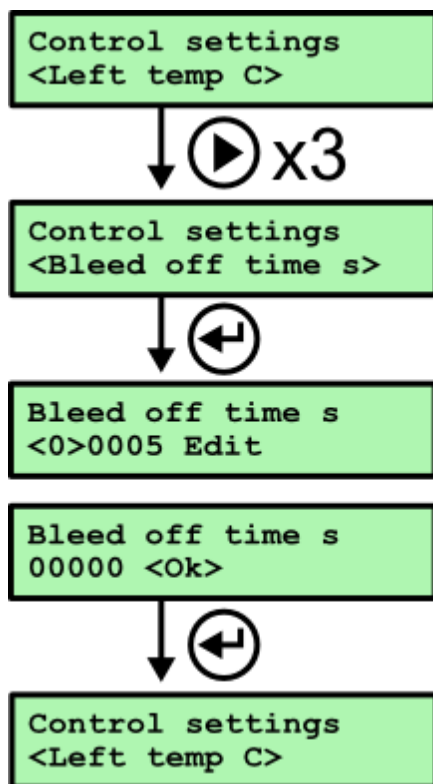 Control settings
<Left temp C>
x3
Control settings
<Bleed off time s>
Bleed off time s
<0>0005 Edit
Bleed off time s
00000 <Ok>
Control settings
<Left temp C>